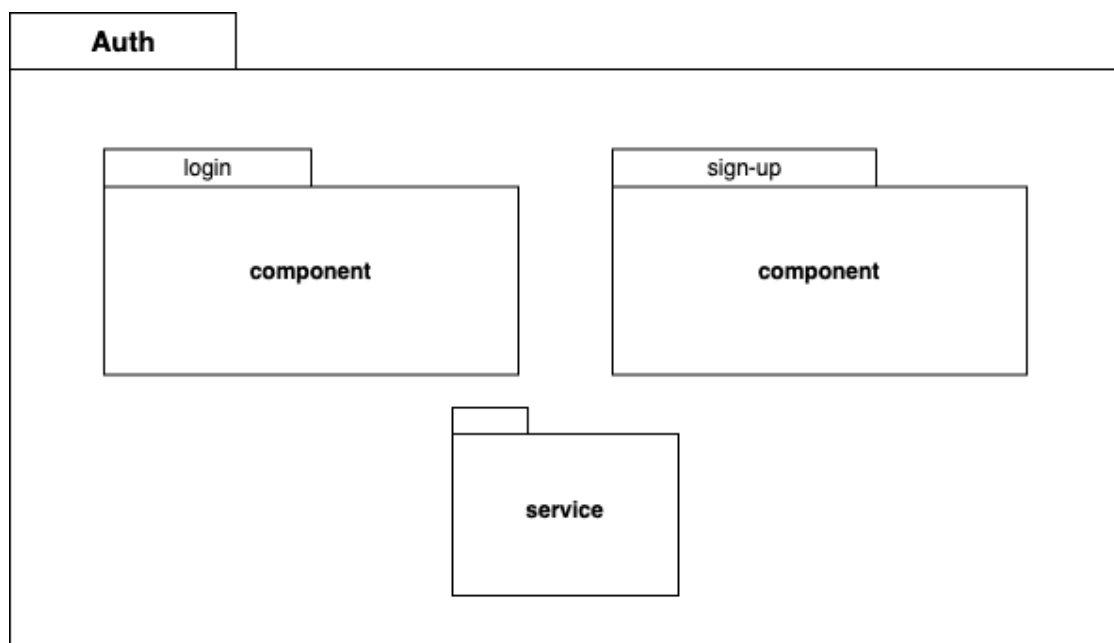 Auth
login
component
sign-up
component
service